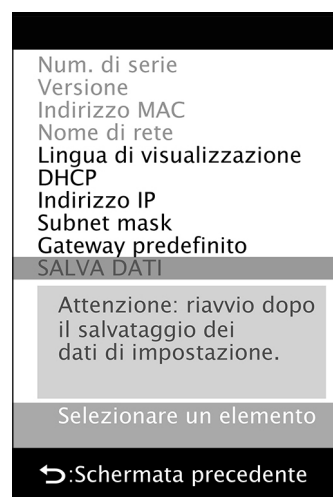 Num. di serie
Versione
Indirizzo MAC
Nome di rete
Lingua di visualizzazione
DHCP
Indirizzo IP
Subnet mask
Gateway predefinito
SALVA DATI
Attenzione: riavvio dopo
il salvataggio dei
dati di impostazione.
Selezionare un elemento
⮌:Schermata precedente